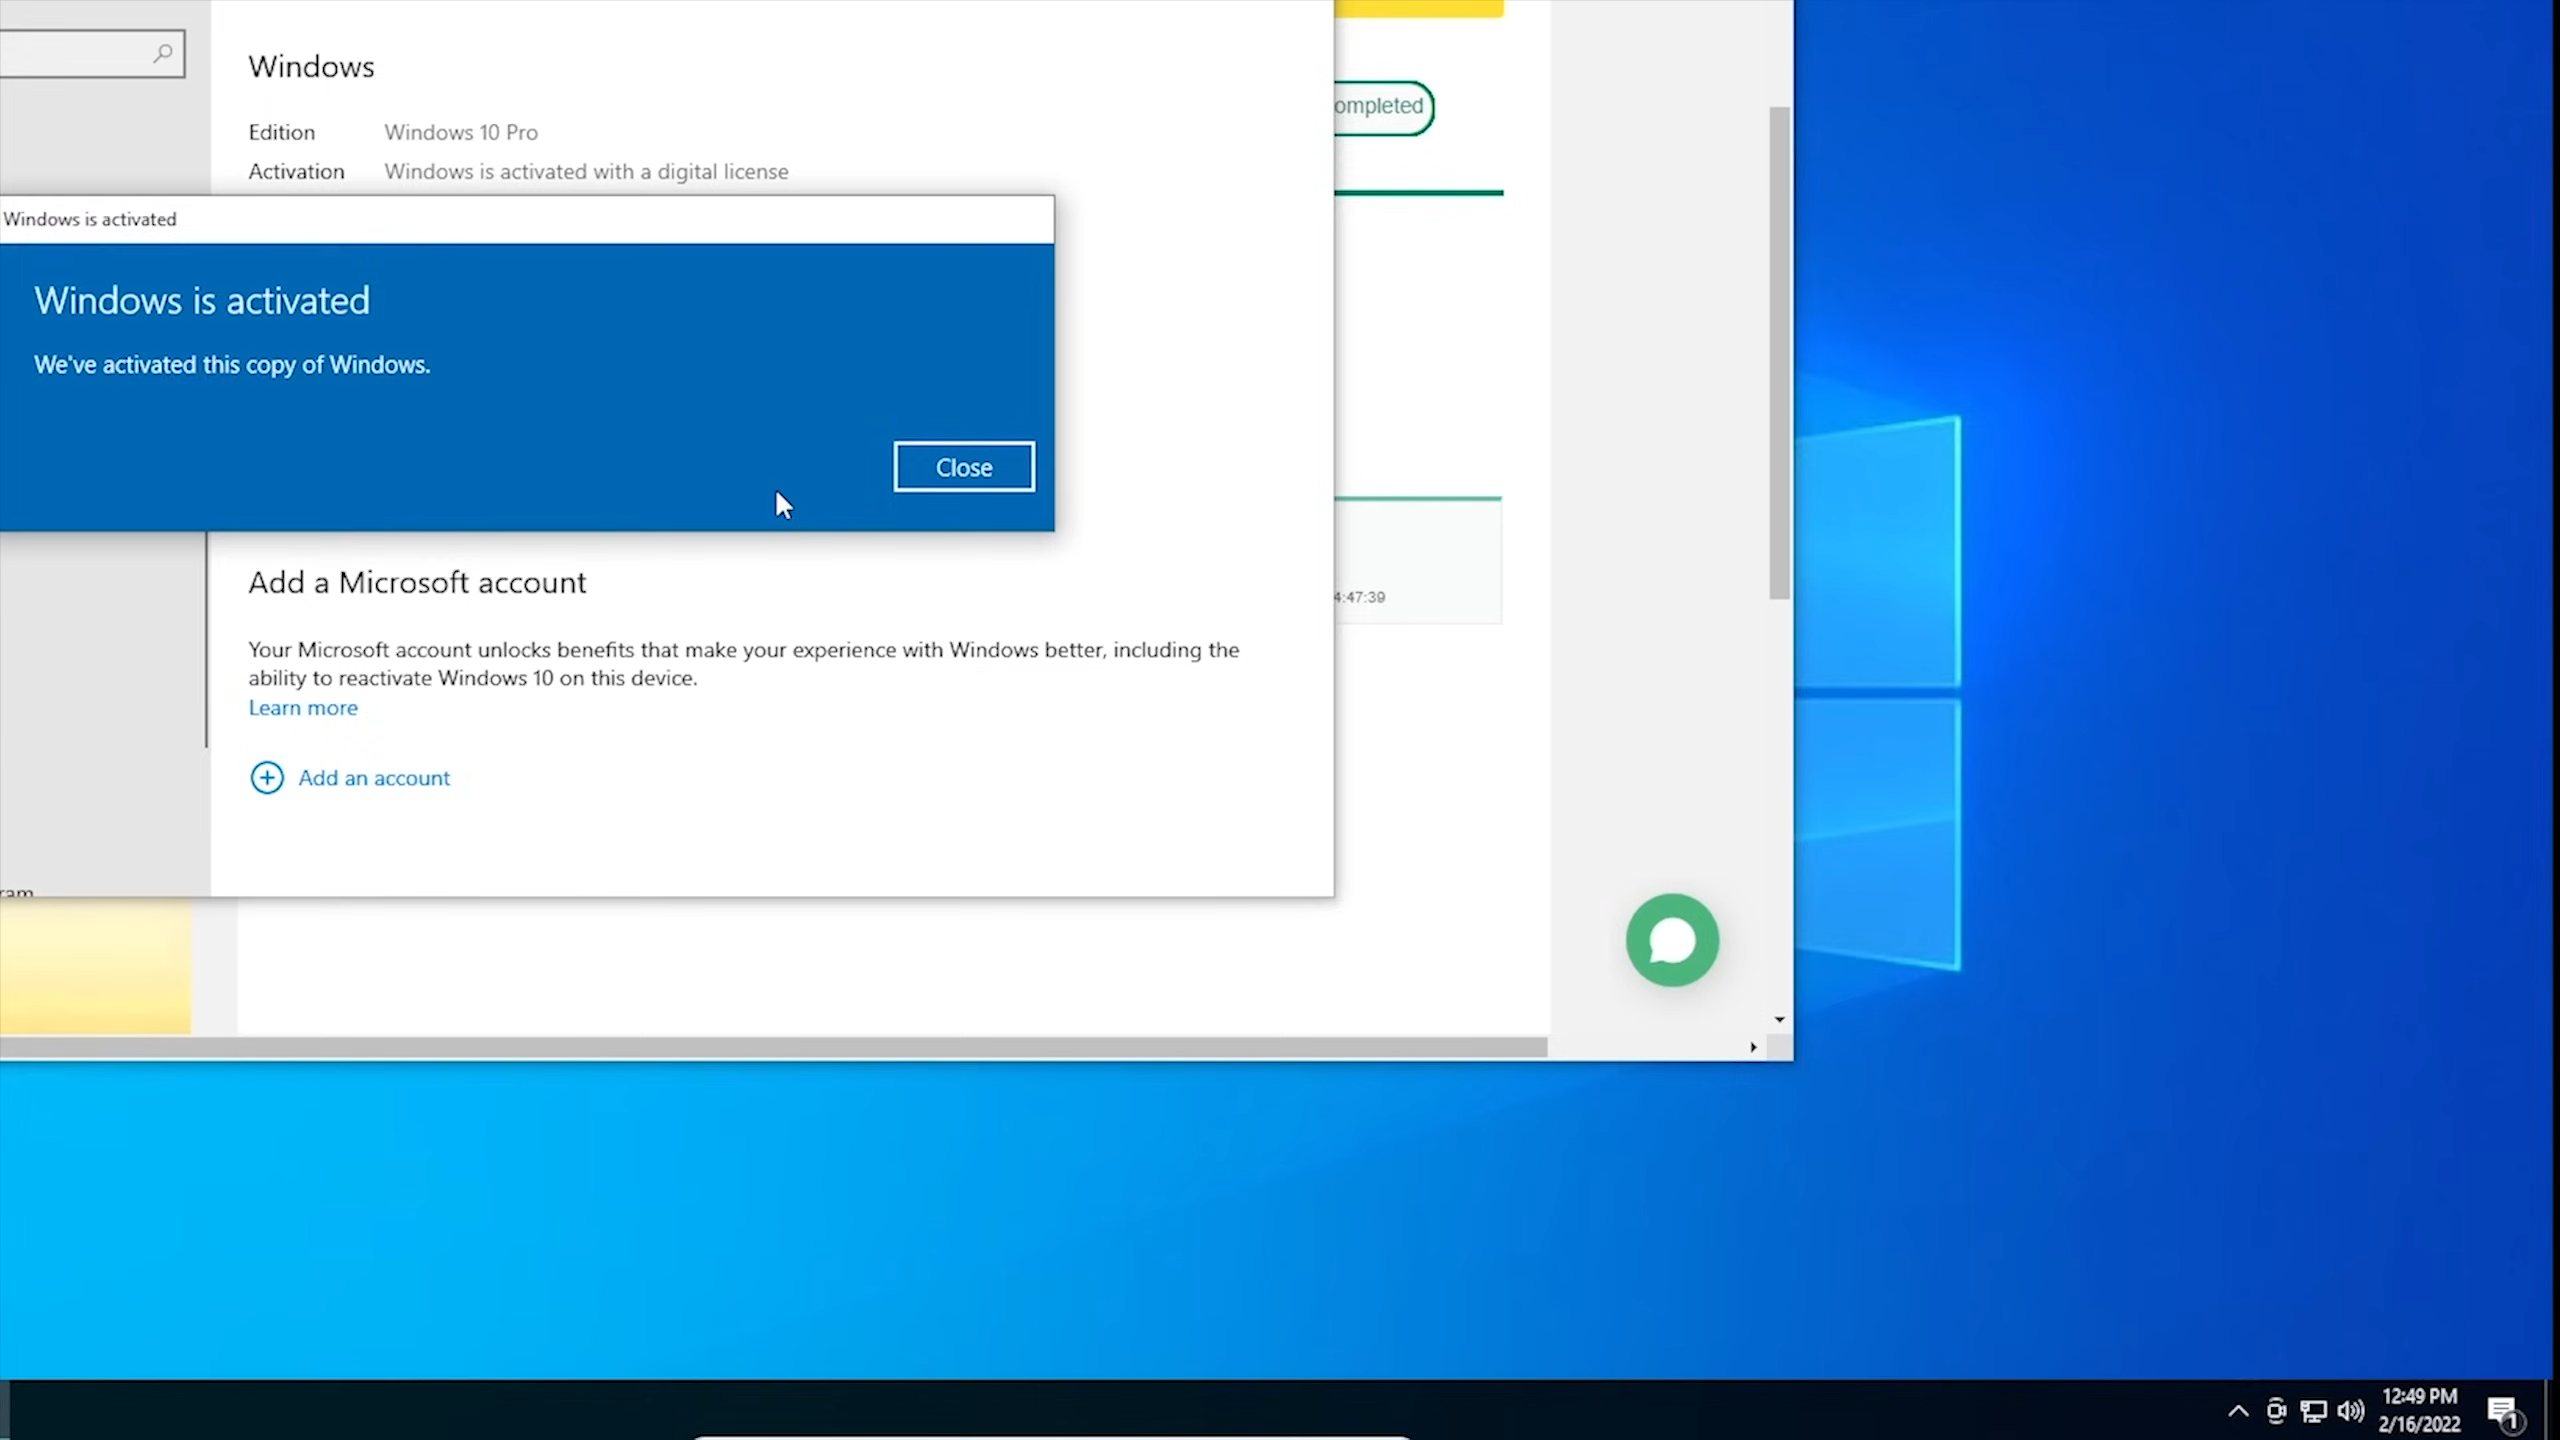 Windows
Edition Windows 10 Pro
Activation Windows is activated with a digital license
Windows is activated
Windows is activated
We've activated this copy of Windows.
Close
Add a Microsoft account
Your Microsoft account unlocks benefits that make your experience with Windows better, including the
ability to reactivate Windows 10 on this device.
Learn more
Add an account
ram
ompleted
4:47:39
12:49 PM
2/16/2022
1